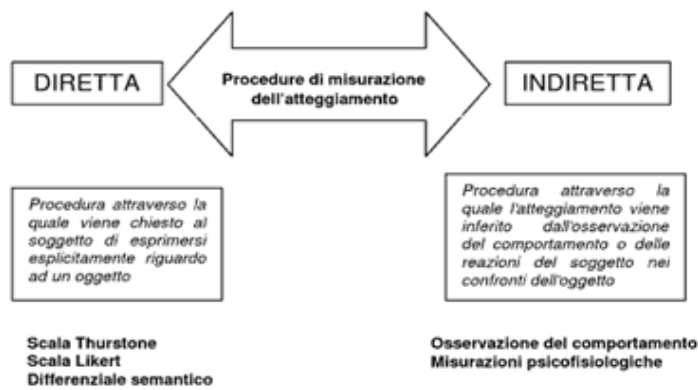 DIRETTA
Procedure di misurazione
dell'atteggiamento
INDIRETTA
Procedura attraverso la
quale viene chiesto al
soggetto di esprimersi
esplicitamente riguardo
ad un oggetto
Procedura attraverso la
quale l'atteggiamento viene
inferito dall'osservazione
del comportamento o delle
reazioni del soggetto nei
confronti dell'oggetto
Scala Thurstone
Scala Likert
Differenziale semantico
Osservazione del comportamento
Misurazioni psicofisiologiche